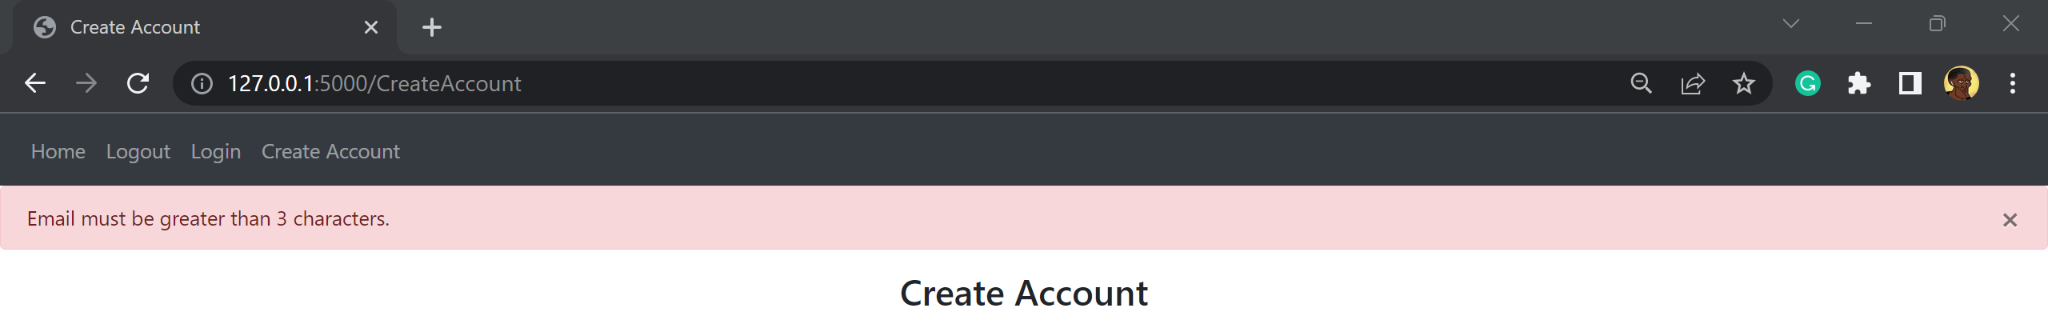 Create Account
127.0.0.1:5000/CreateAccount
Home Logout Login Create Account
Email must be greater than 3 characters.
Create Account